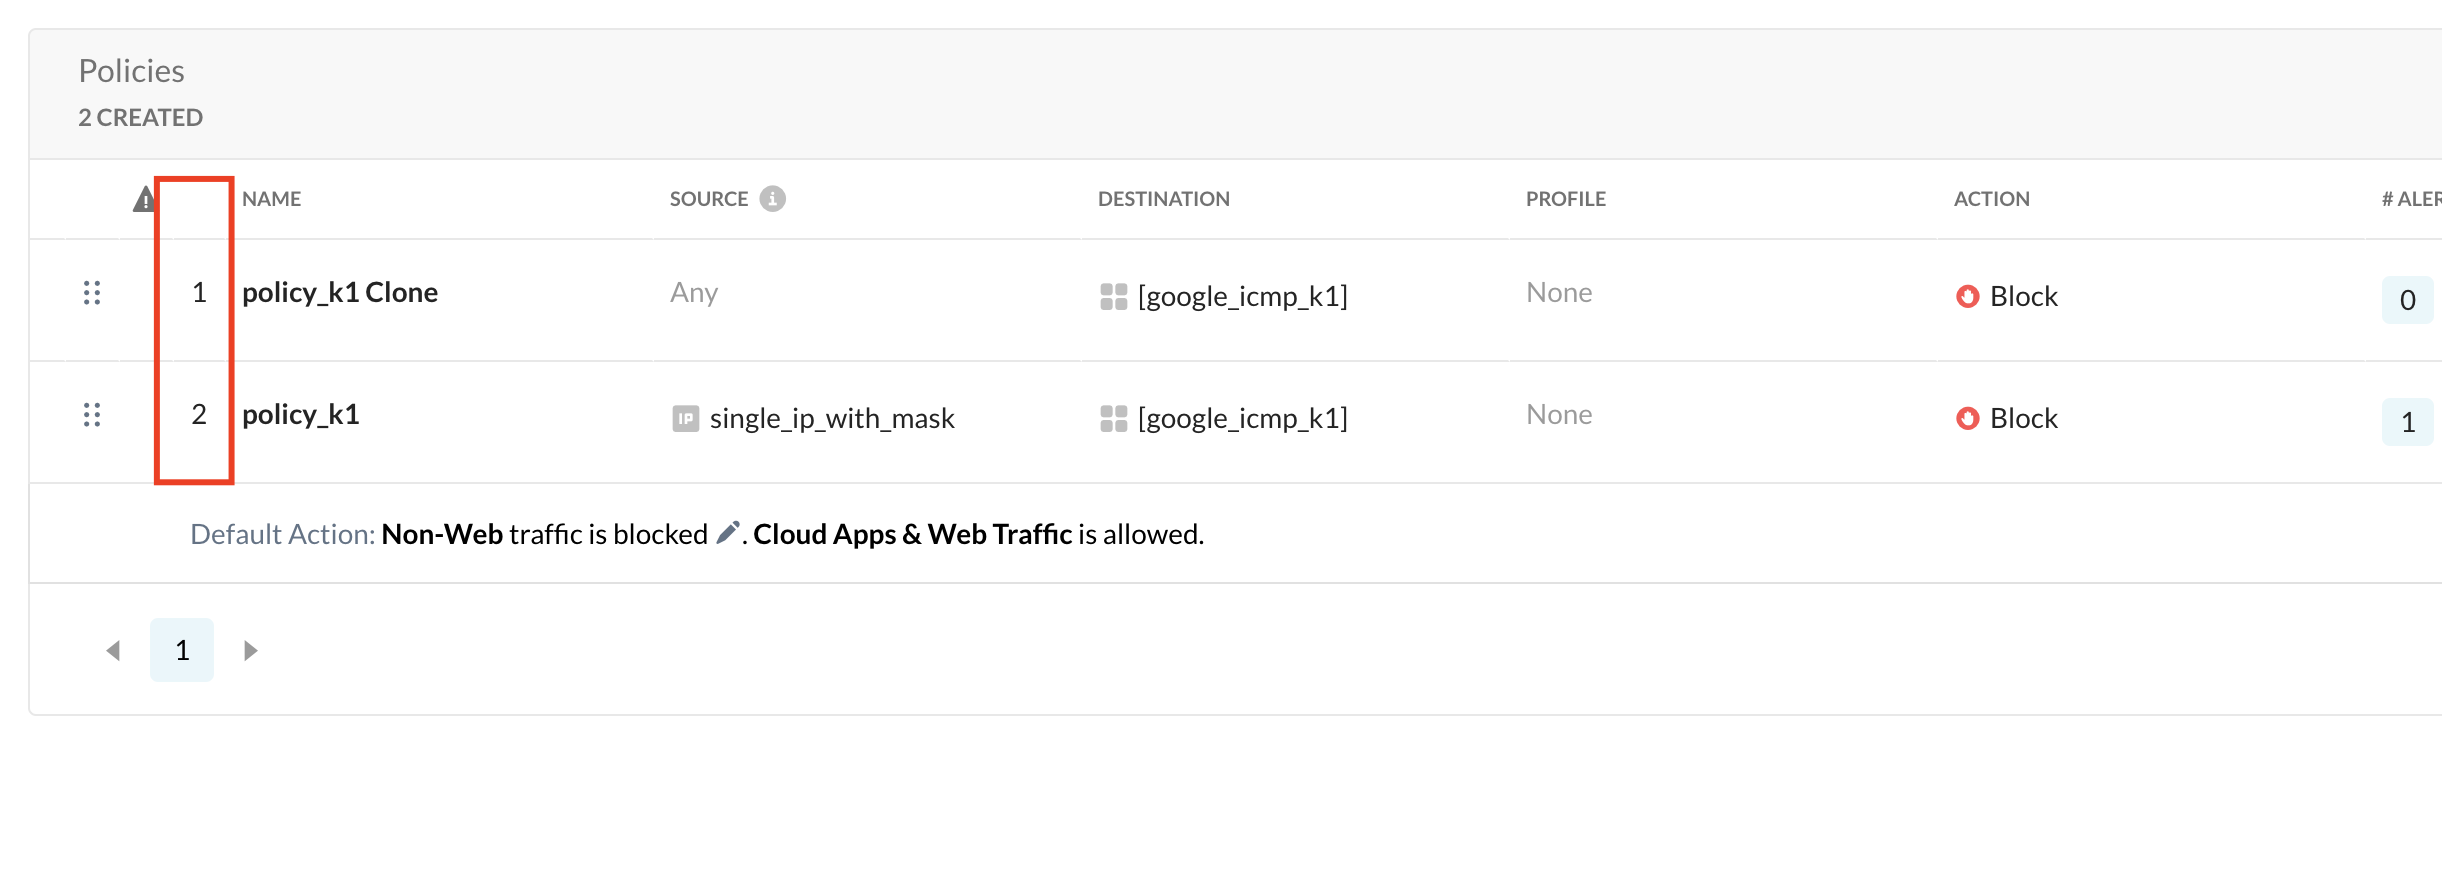 Policies
2 CREATED
NAME SOURCE DESTINATION PROFILE ACTION # ALER
1 policy_k1 Clone Any [google_icmp_k1] None Block 0
2 policy_k1 IP single_ip_with_mask [google_icmp_k1] None Block 1
Default Action: Non-Web traffic is blocked . Cloud Apps & Web Traffic is allowed.
1